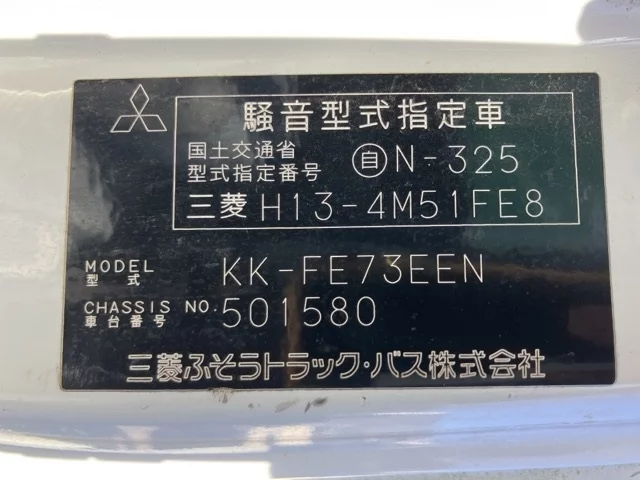 騒音型式指定車
国土交通省
型式指定番号 自 N-325
三菱 H13-4M51FE8
MODEL
型式 KK-FE73EEN
CHASSIS NO.
車台番号 501580
三菱ふそうトラック・バス株式会社